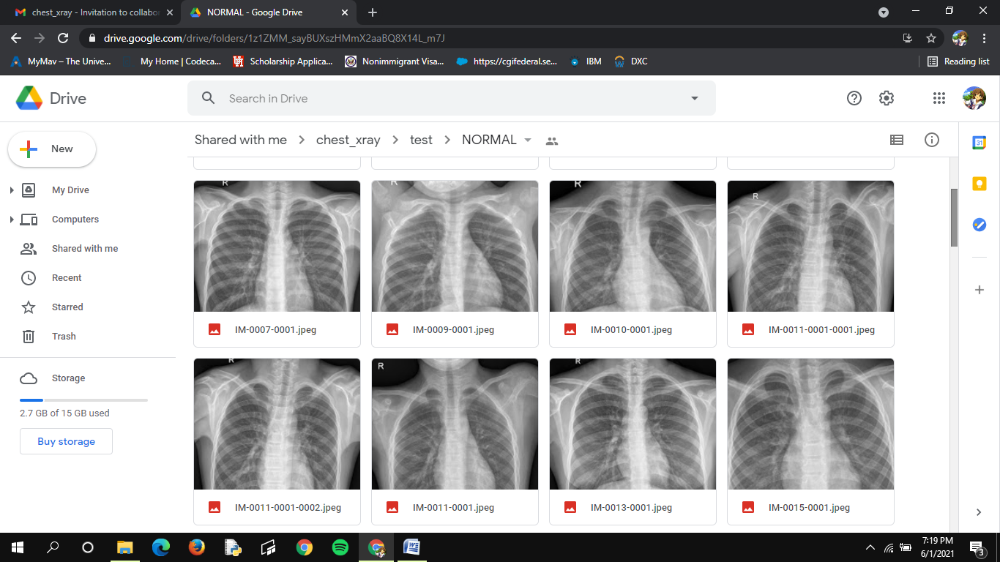 chest_xray - Invitation to collabor
NORMAL - Google Drive
drive.google.com/drive/folders/1z1ZMM_sayBUXszHMmX2aaBQ8X14L_m7J
MyMav – The Unive...
My Home | Codeca...
Scholarship Applica...
Nonimmigrant Visa...
https://cgifederal.se...
IBM
DXC
Reading list
Drive
Search in Drive
Shared with me
chest_xray
test
NORMAL
31
New
My Drive
Computers
Shared with me
Recent
Starred
Trash
Storage
2.7 GB of 15 GB used
Buy storage
R
R
R
R
IM-0007-0001.jpeg
IM-0009-0001.jpeg
IM-0010-0001.jpeg
IM-0011-0001-0001.jpeg
R
R
R
IM-0011-0001-0002.jpeg
IM-0011-0001.jpeg
IM-0013-0001.jpeg
IM-0015-0001.jpeg
W
7:19 PM
6/1/2021
3